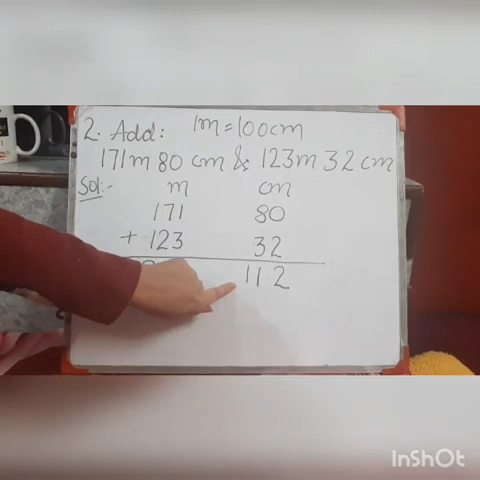 2. Add: 1m = 100cm
171m 80 cm & 123m 32 cm
Sol:-
m cm
171 80
+ 123 32
112
InShOt